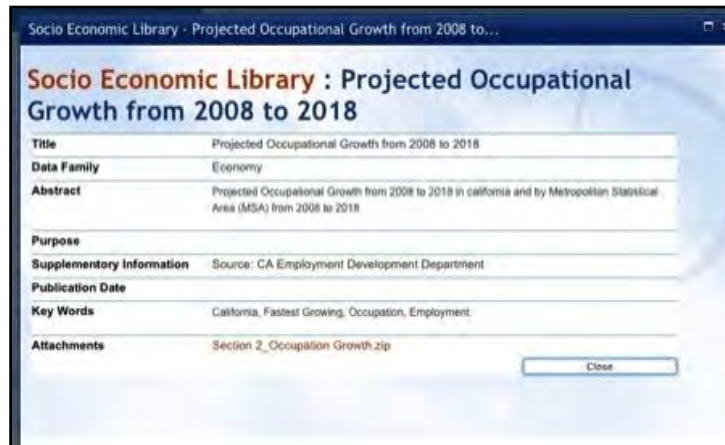 Socio Economic Library - Projected Occupational Growth from 2008 to...
Socio Economic Library : Projected Occupational
Growth from 2008 to 2018
Title Projected Occupational Growth from 2008 to 2018
Data Family Economy
Abstract Projected Occupational Growth from 2008 to 2018 in california and by Metropolitan Statistical
Area (MSA) from 2008 to 2018
Purpose
Supplementary Information Source: CA Employment Development Department
Publication Date
Key Words California, Fastest Growing, Occupation, Employment
Attachments Section 2_Occupation Growth.zip
Close